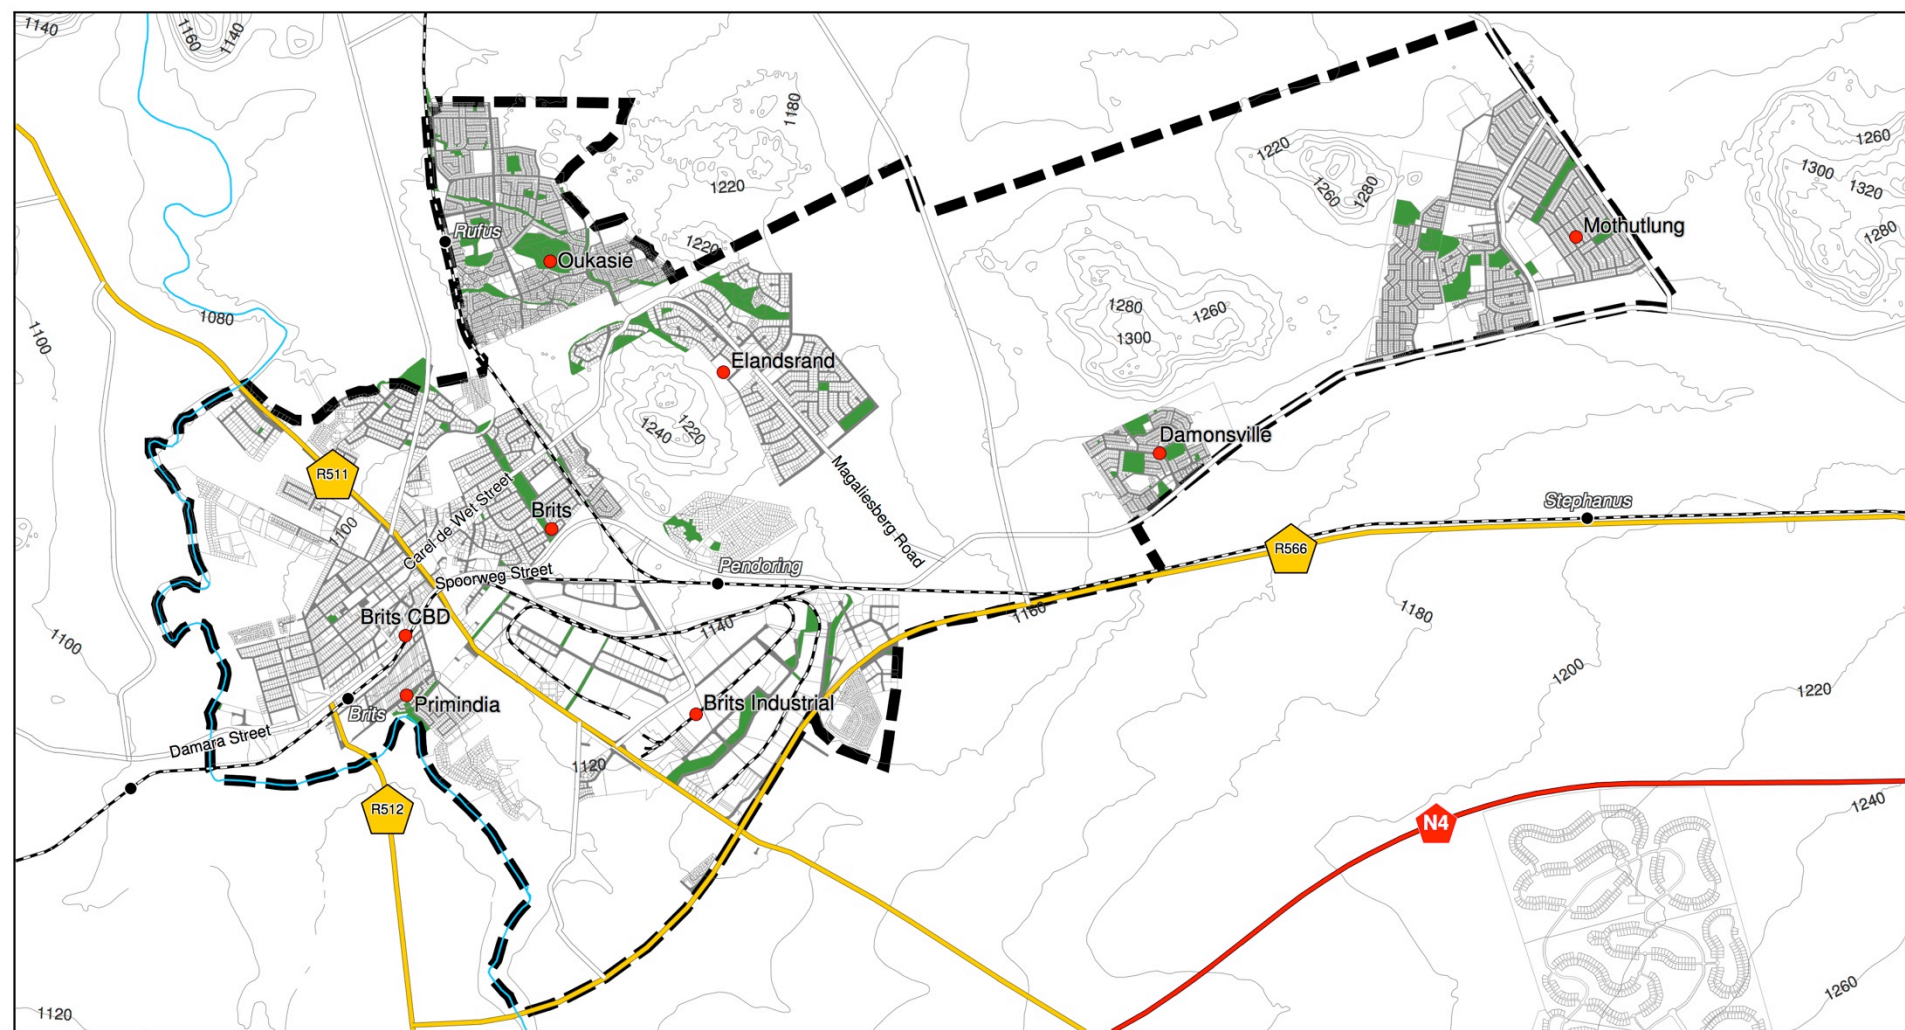 1140
1160
1140
1180
1260
1220
1300
1320
1260
1280
1220
1280
Rufus
1220
Mothutlung
Oukasie
1280
1260
1080
1300
1100
Elandsrand
1220
1240
Damonsville
R511
Magaliesberg Road
Carel de Wet Street
Stephanus
Brits
1100
R566
Pendoring
Spoorweg Street
1180
1160
Brits CBD
1140
1100
1200
1220
Primindia
Brits Industrial
Brits
Damara Street
1120
R512
N4
1240
1260
1120